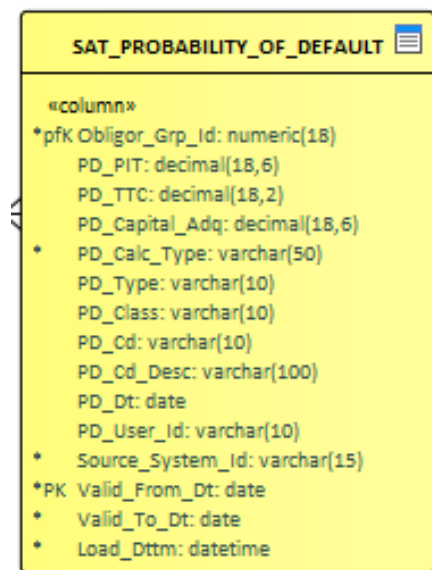 SAT_PROBABILITY_OF_DEFAULT
«column»
*pfK Obligor_Grp_Id: numeric(18)
PD_PIT: decimal(18,6)
PD_TTC: decimal(18,2)
PD_Capital_Adq: decimal(18,6)
* PD_Calc_Type: varchar(50)
PD_Type: varchar(10)
PD_Class: varchar(10)
PD_Cd: varchar(10)
PD_Cd_Desc: varchar(100)
PD_Dt: date
PD_User_Id: varchar(10)
* Source_System_Id: varchar(15)
*PK Valid_From_Dt: date
* Valid_To_Dt: date
* Load_Dttm: datetime